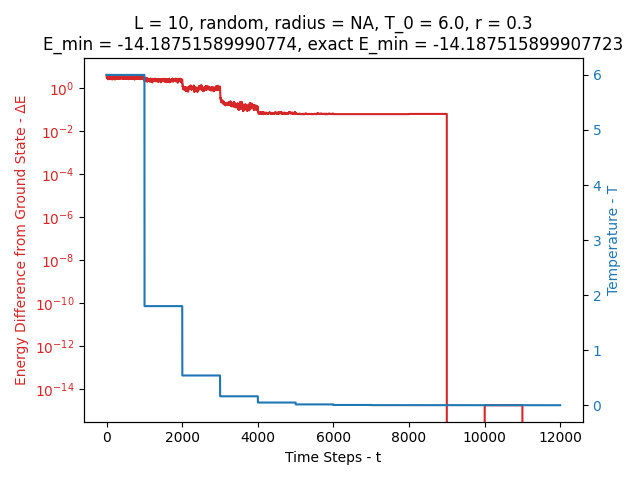 L = 10, random, radius = NA, T_0 = 6.0, r = 0.3
E_min = -14.18751589990774, exact E_min = -14.187515899907723
Energy Difference from Ground State - ΔE
10⁰
10⁻²
10⁻⁴
10⁻⁶
10⁻⁸
10⁻¹⁰
10⁻¹²
10⁻¹⁴
6
5
4
3
2
1
0
Temperature - T
0 2000 4000 6000 8000 10000 12000
Time Steps - t